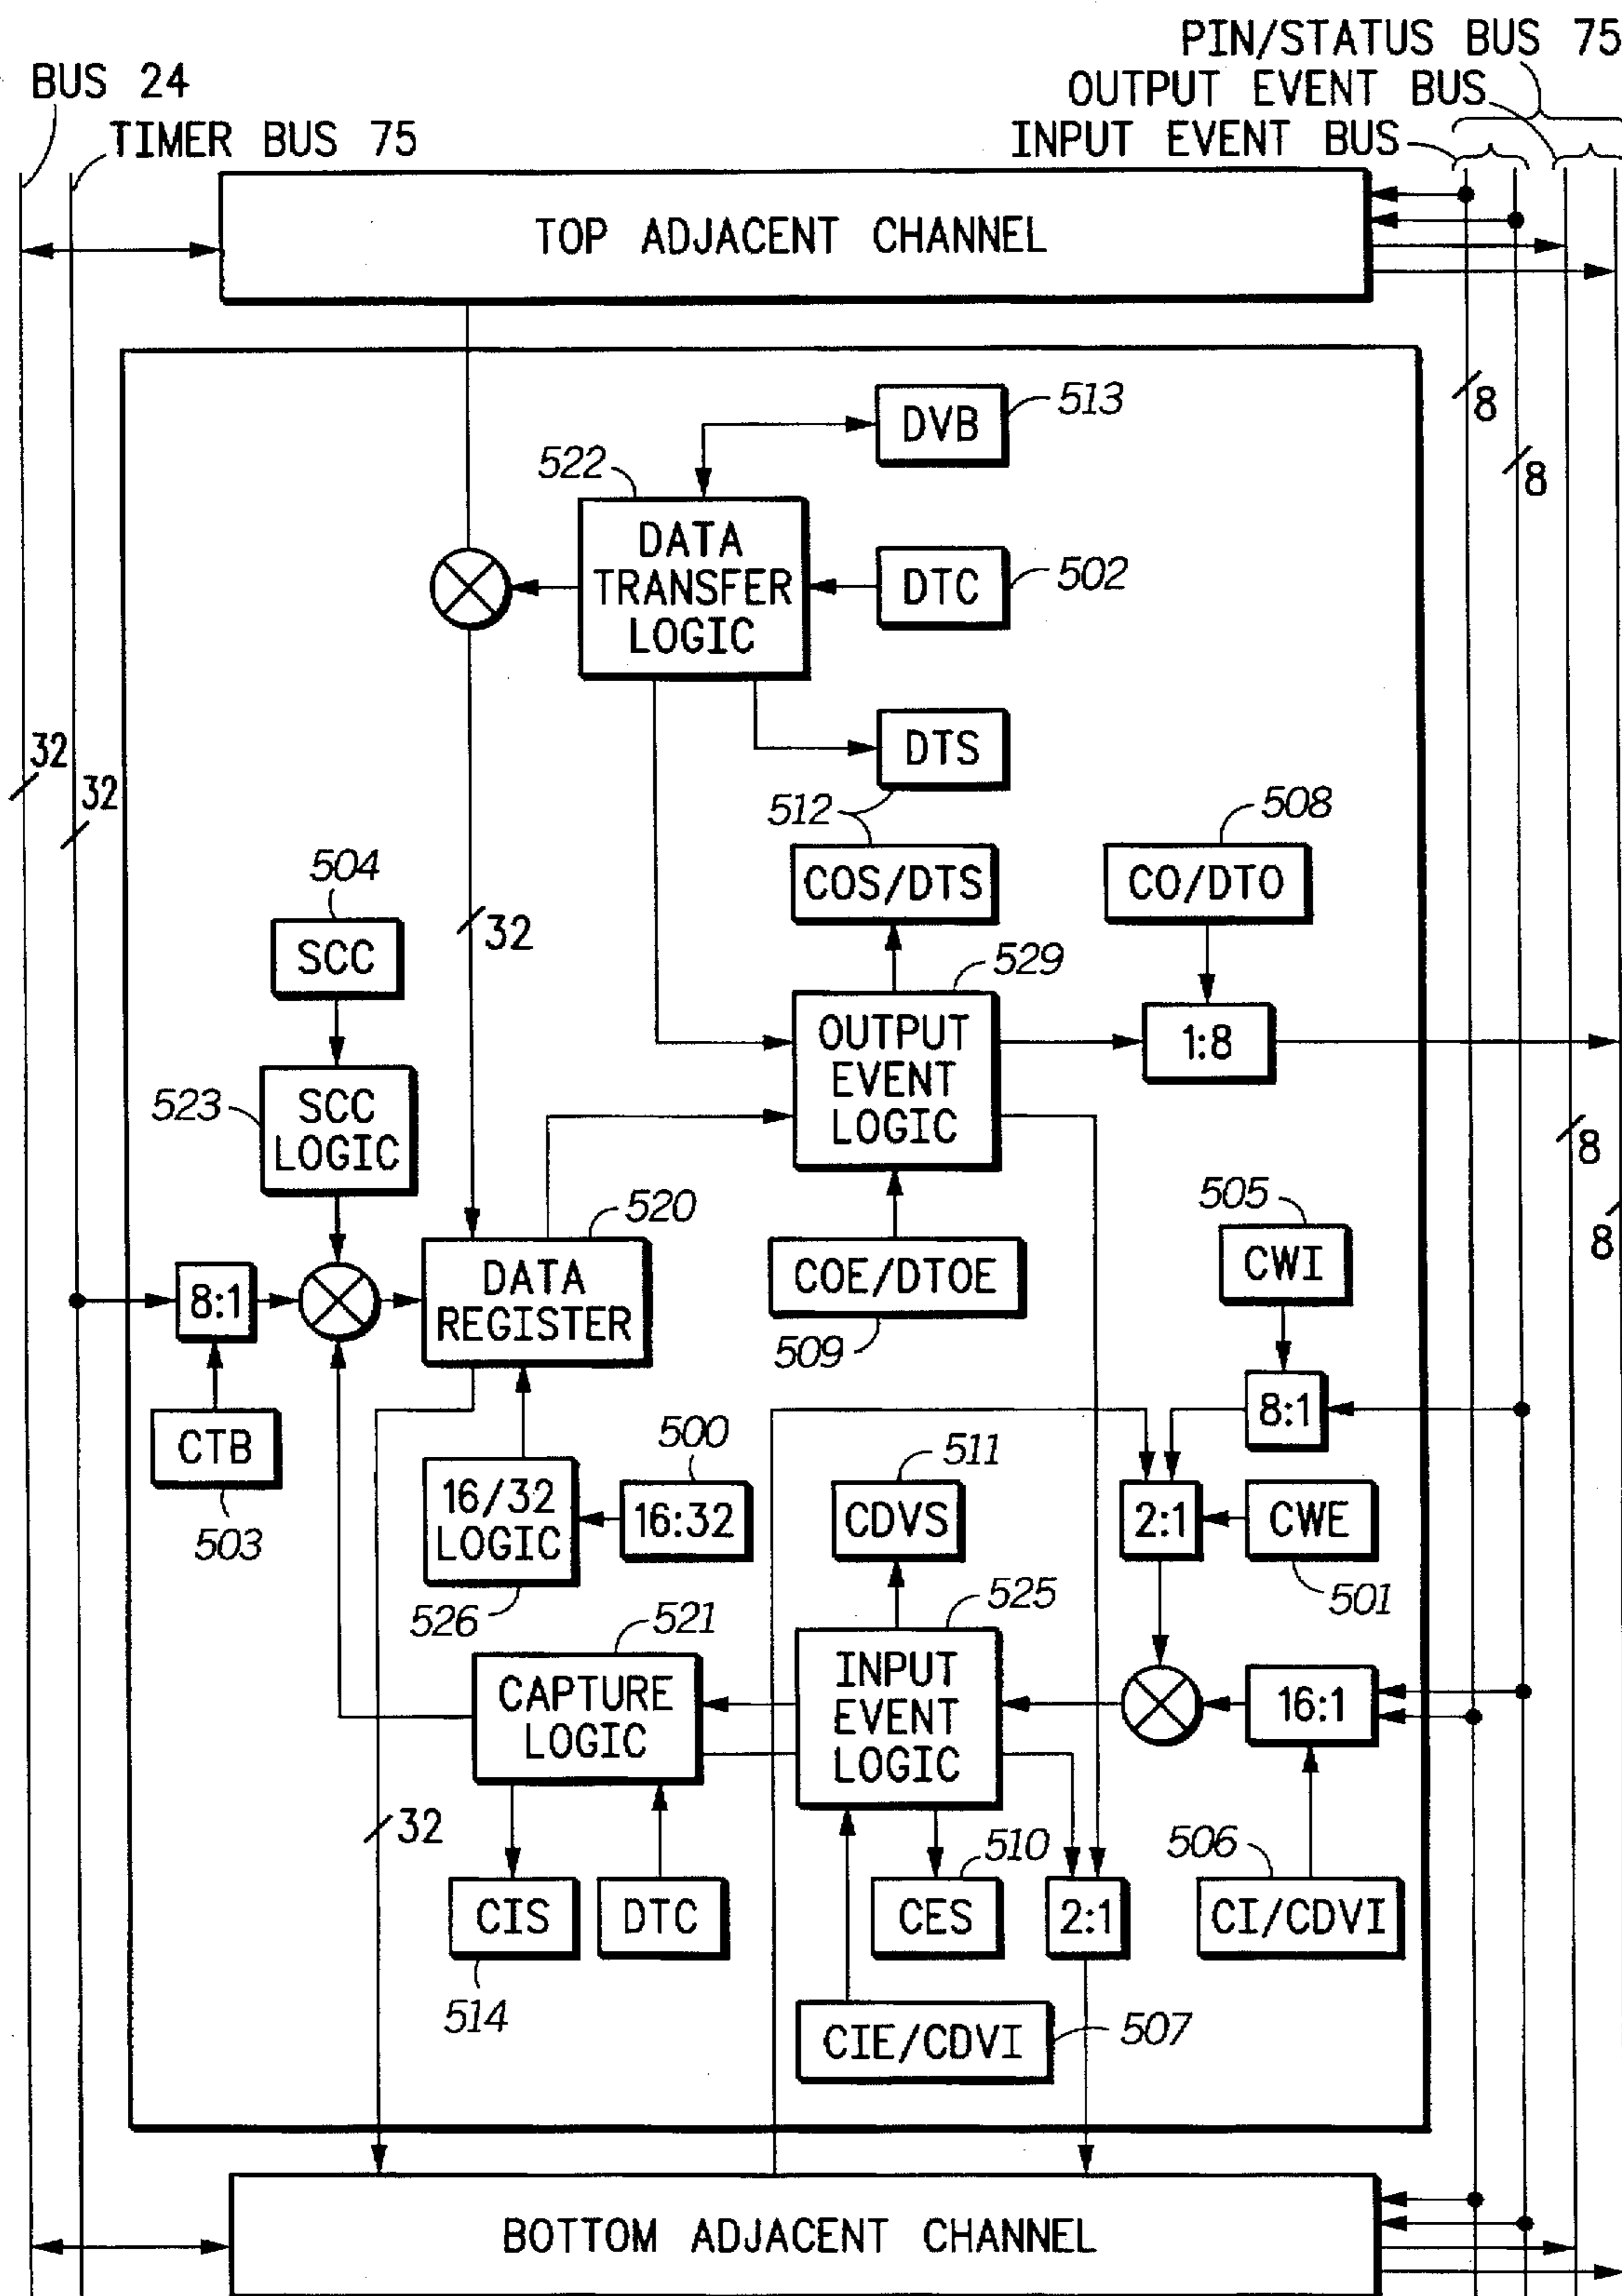 PIN/STATUS BUS 75
BUS 24
OUTPUT EVENT BUS
TIMER BUS 75
INPUT EVENT BUS
TOP ADJACENT CHANNEL
8
8
DVB
513
522
DATA
TRANSFER
LOGIC
DTC
502
DTS
32
32
512
508
504
COS/DTS
CO/DTO
SCC
32
529
OUTPUT
EVENT
LOGIC
1:8
523
SCC
LOGIC
8
8
505
520
CWI
DATA
REGISTER
8:1
COE/DTOE
509
CTB
503
8:1
500
511
16/32
LOGIC
16:32
CDVS
2:1
CWE
501
526
521
525
CAPTURE
LOGIC
INPUT
EVENT
LOGIC
16:1
32
510
506
CIS
DTC
CES
2:1
CI/CDVI
514
CIE/CDVI
507
BOTTOM ADJACENT CHANNEL